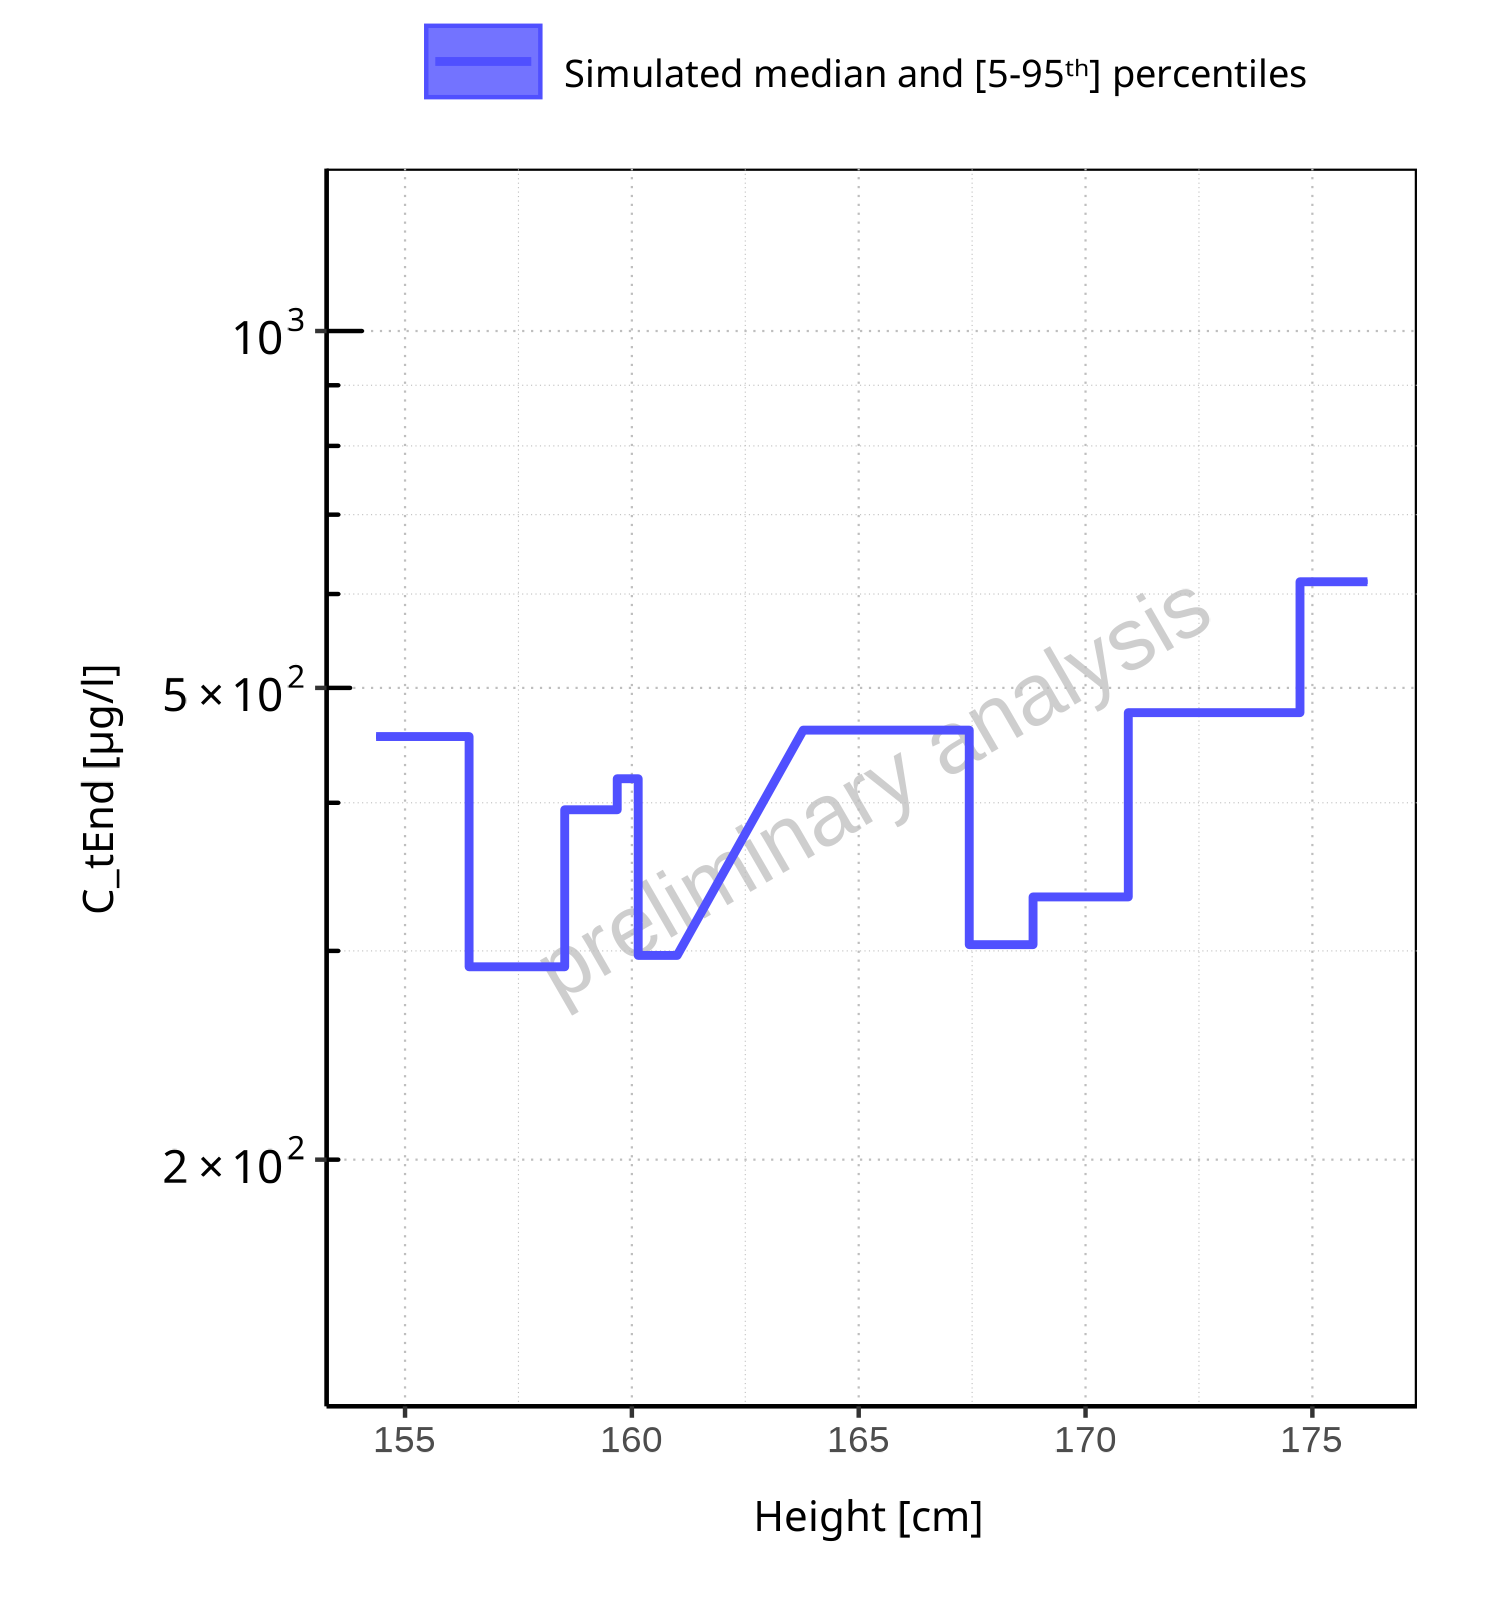 Simulated median and [5-95ᵗʰ] percentiles
10³
5 × 10²
2 × 10²
C_tEnd [µg/l]
preliminary analysis
155 160 165 170 175
Height [cm]